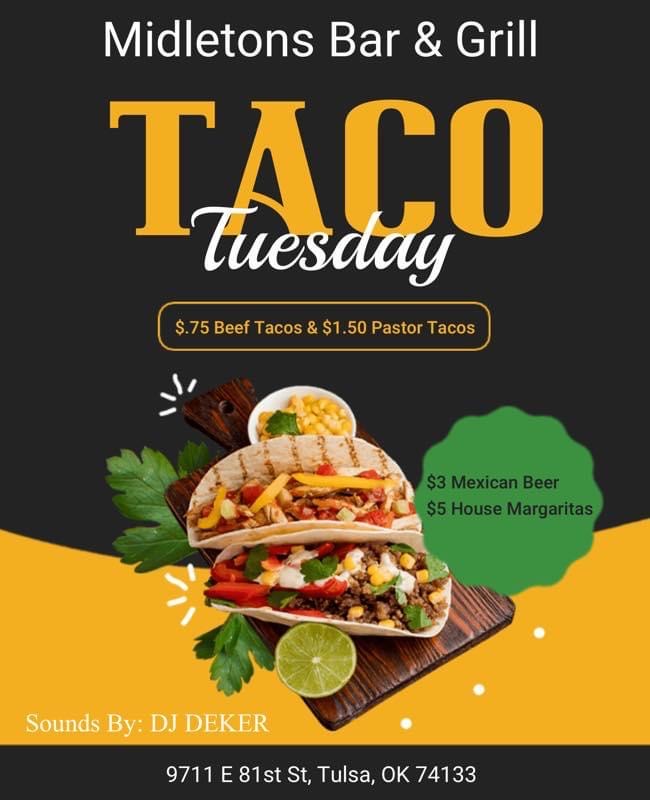 Midletons Bar & Grill
TACO
Tuesday
$.75 Beef Tacos & $1.50 Pastor Tacos
$3 Mexican Beer
$5 House Margaritas
Sounds By: DJ DEKER
9711 E 81st St, Tulsa, OK 74133